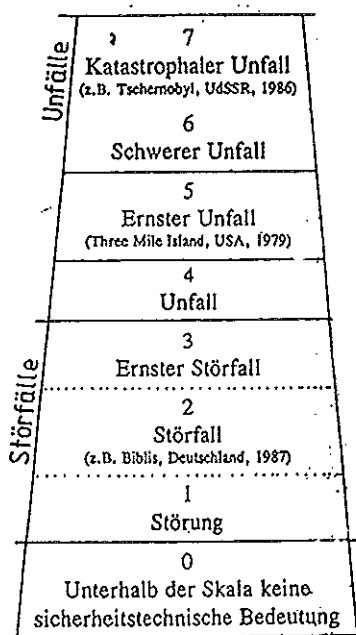 Unfälle
7
Katastrophaler Unfall
(z.B. Tschernobyl, UdSSR, 1986)
6
Schwerer Unfall
5
Ernster Unfall
(Three Mile Island, USA, 1979)
4
Unfall
Störfälle
3
Ernster Störfall
2
Störfall
(z.B. Biblis, Deutschland, 1987)
1
Störung
0
Unterhalb der Skala keine
sicherheitstechnische Bedeutung